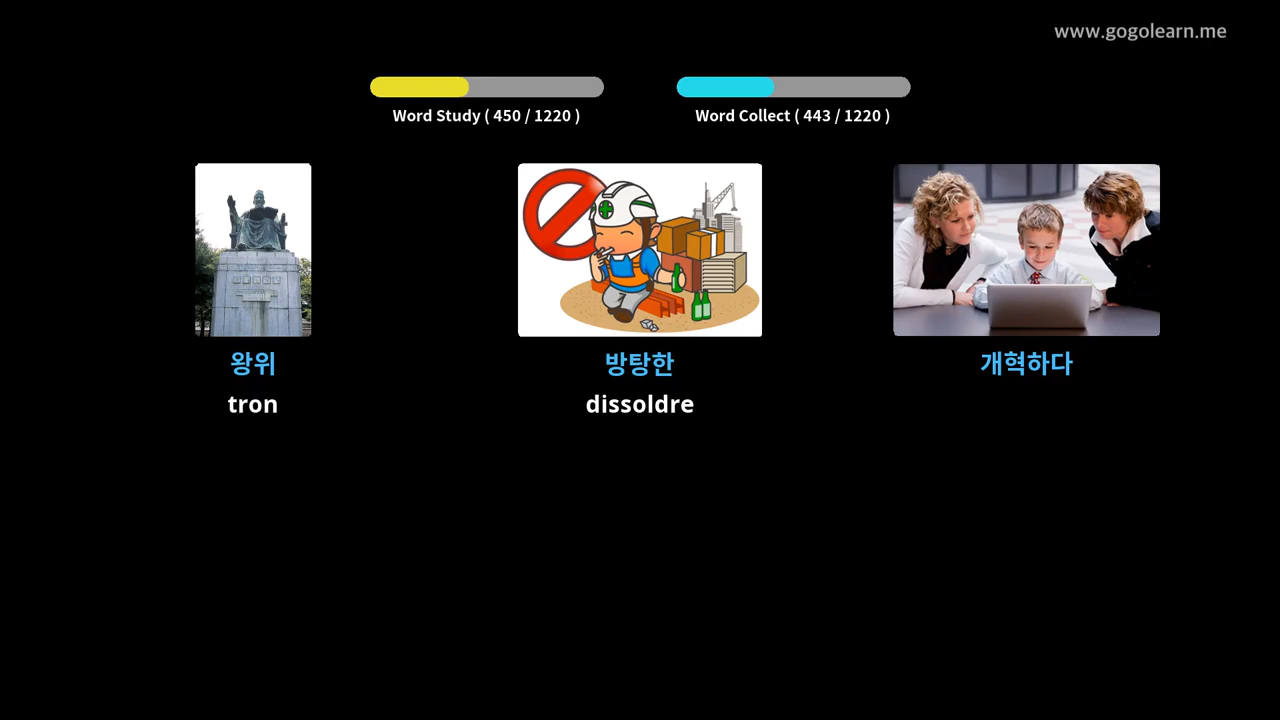 www.gogolearn.me
Word Study ( 450 / 1220 )
Word Collect ( 443 / 1220 )
왕위
방탕한
개혁하다
tron
dissoldre